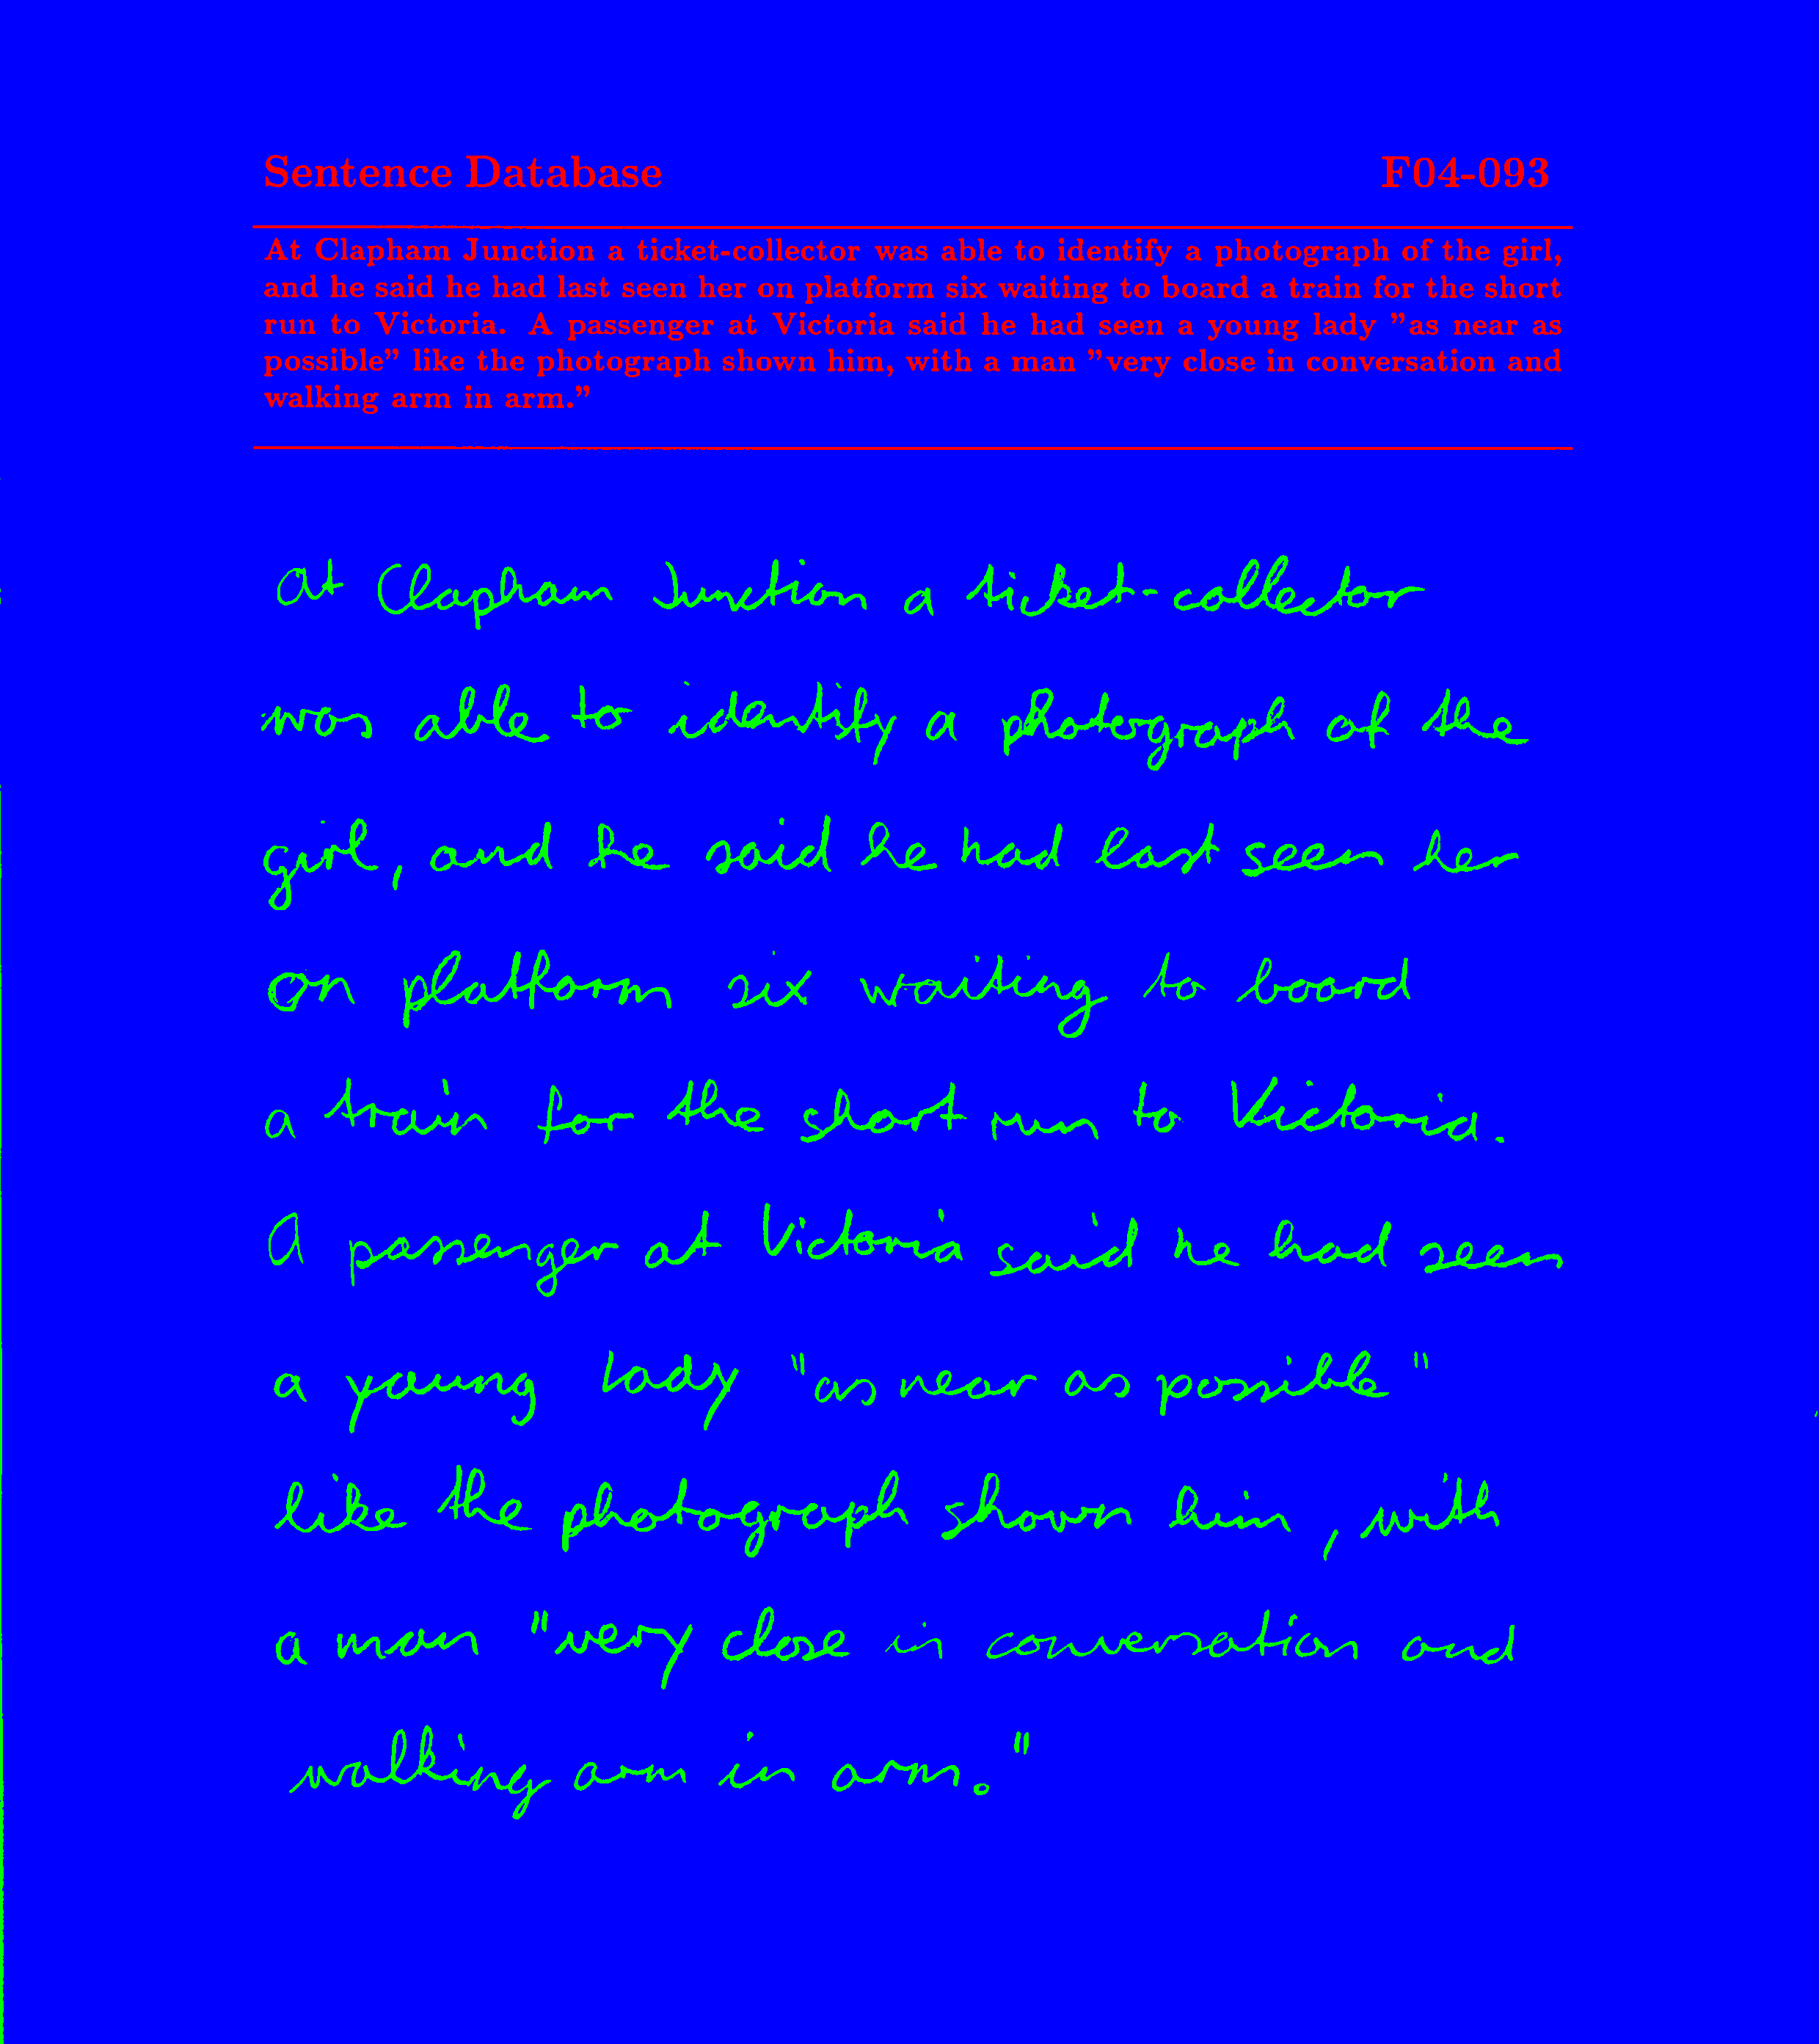 Sentence Database F04-093
At Clapham Junction a ticket-collector was able to identify a photograph of the girl,
and he said he had last seen her on platform six waiting to board a train for the short
run to Victoria. A passenger at Victoria said he had seen a young lady "as near as
possible" like the photograph shown him, with a man "very close in conversation and
walking arm in arm."
At Clapham Junction a ticket-collector
was able to identify a photograph of the
girl, and he said he had last seen her
on platform six waiting to board
a train for the short run to Victoria.
A passenger at Victoria said he had seen
a young lady "as near as possible"
like the photograph shown him, with
a man "very close in conversation and
walking arm in arm."